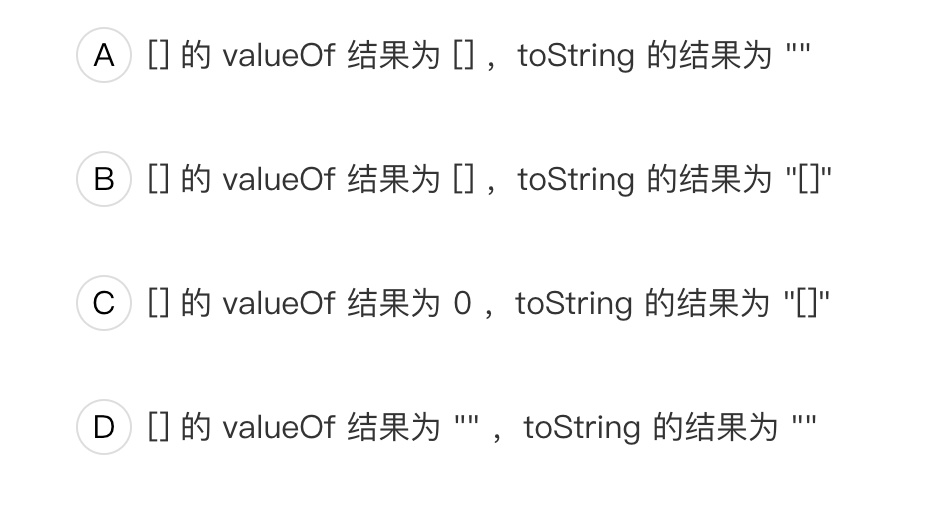 A [] 的 valueOf 结果为 [] ，toString 的结果为 ""
B [] 的 valueOf 结果为 [] ，toString 的结果为 "[]"
C [] 的 valueOf 结果为 0 ，toString 的结果为 "[]"
D [] 的 valueOf 结果为 "" ，toString 的结果为 ""